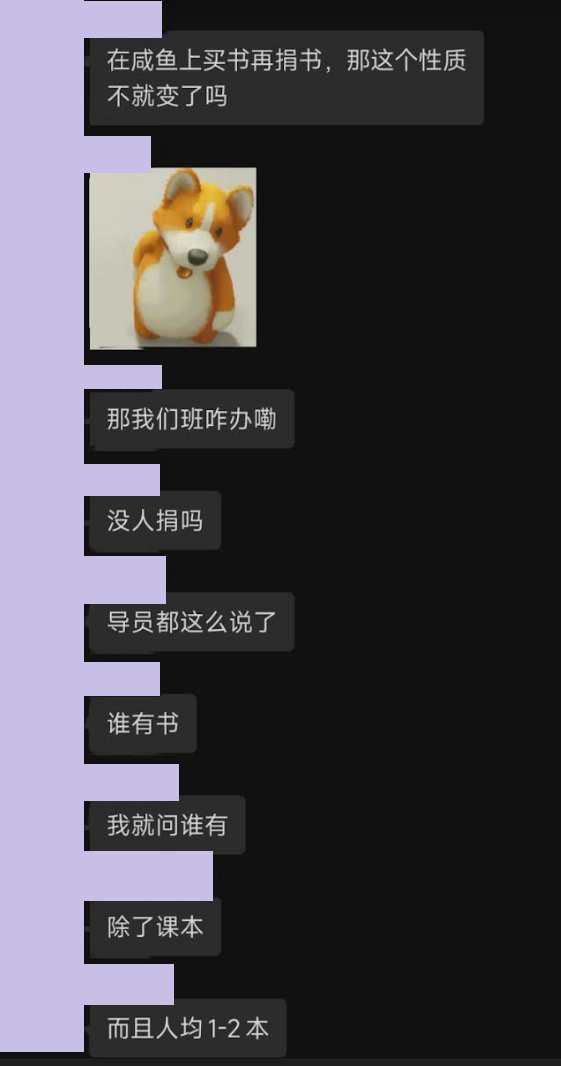 在咸鱼上买书再捐书，那这个性质
不就变了吗
那我们班咋办嘞
没人捐吗
导员都这么说了
谁有书
我就问谁有
除了课本
而且人均1-2本